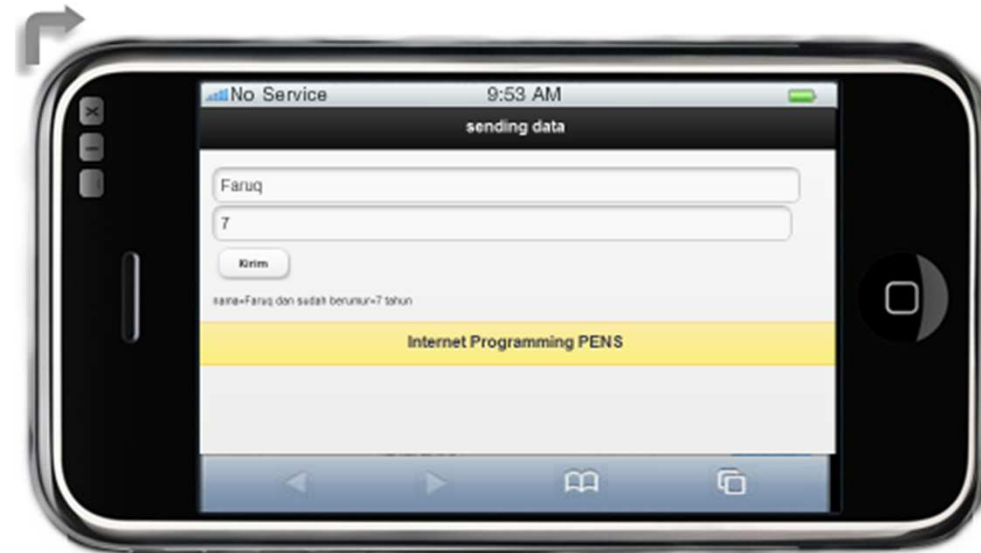 No Service 9:53 AM
sending data
Faruq
7
Kirim
name=Faruq dan sudah berumur=7 tahun
Internet Programming PENS